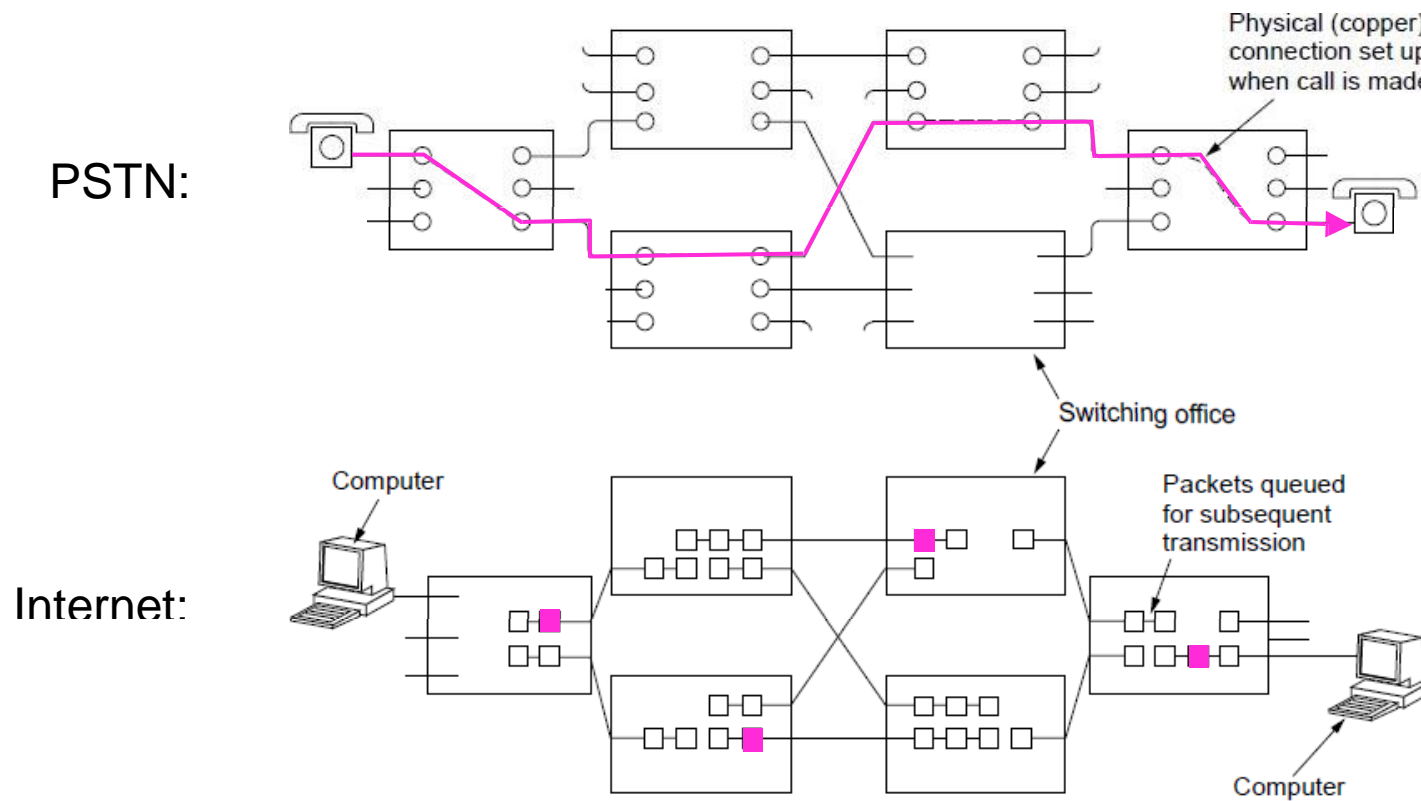 Physical (copper)
connection set up
when call is made
PSTN:
Switching office
Computer
Packets queued
for subsequent
transmission
Internet:
Computer